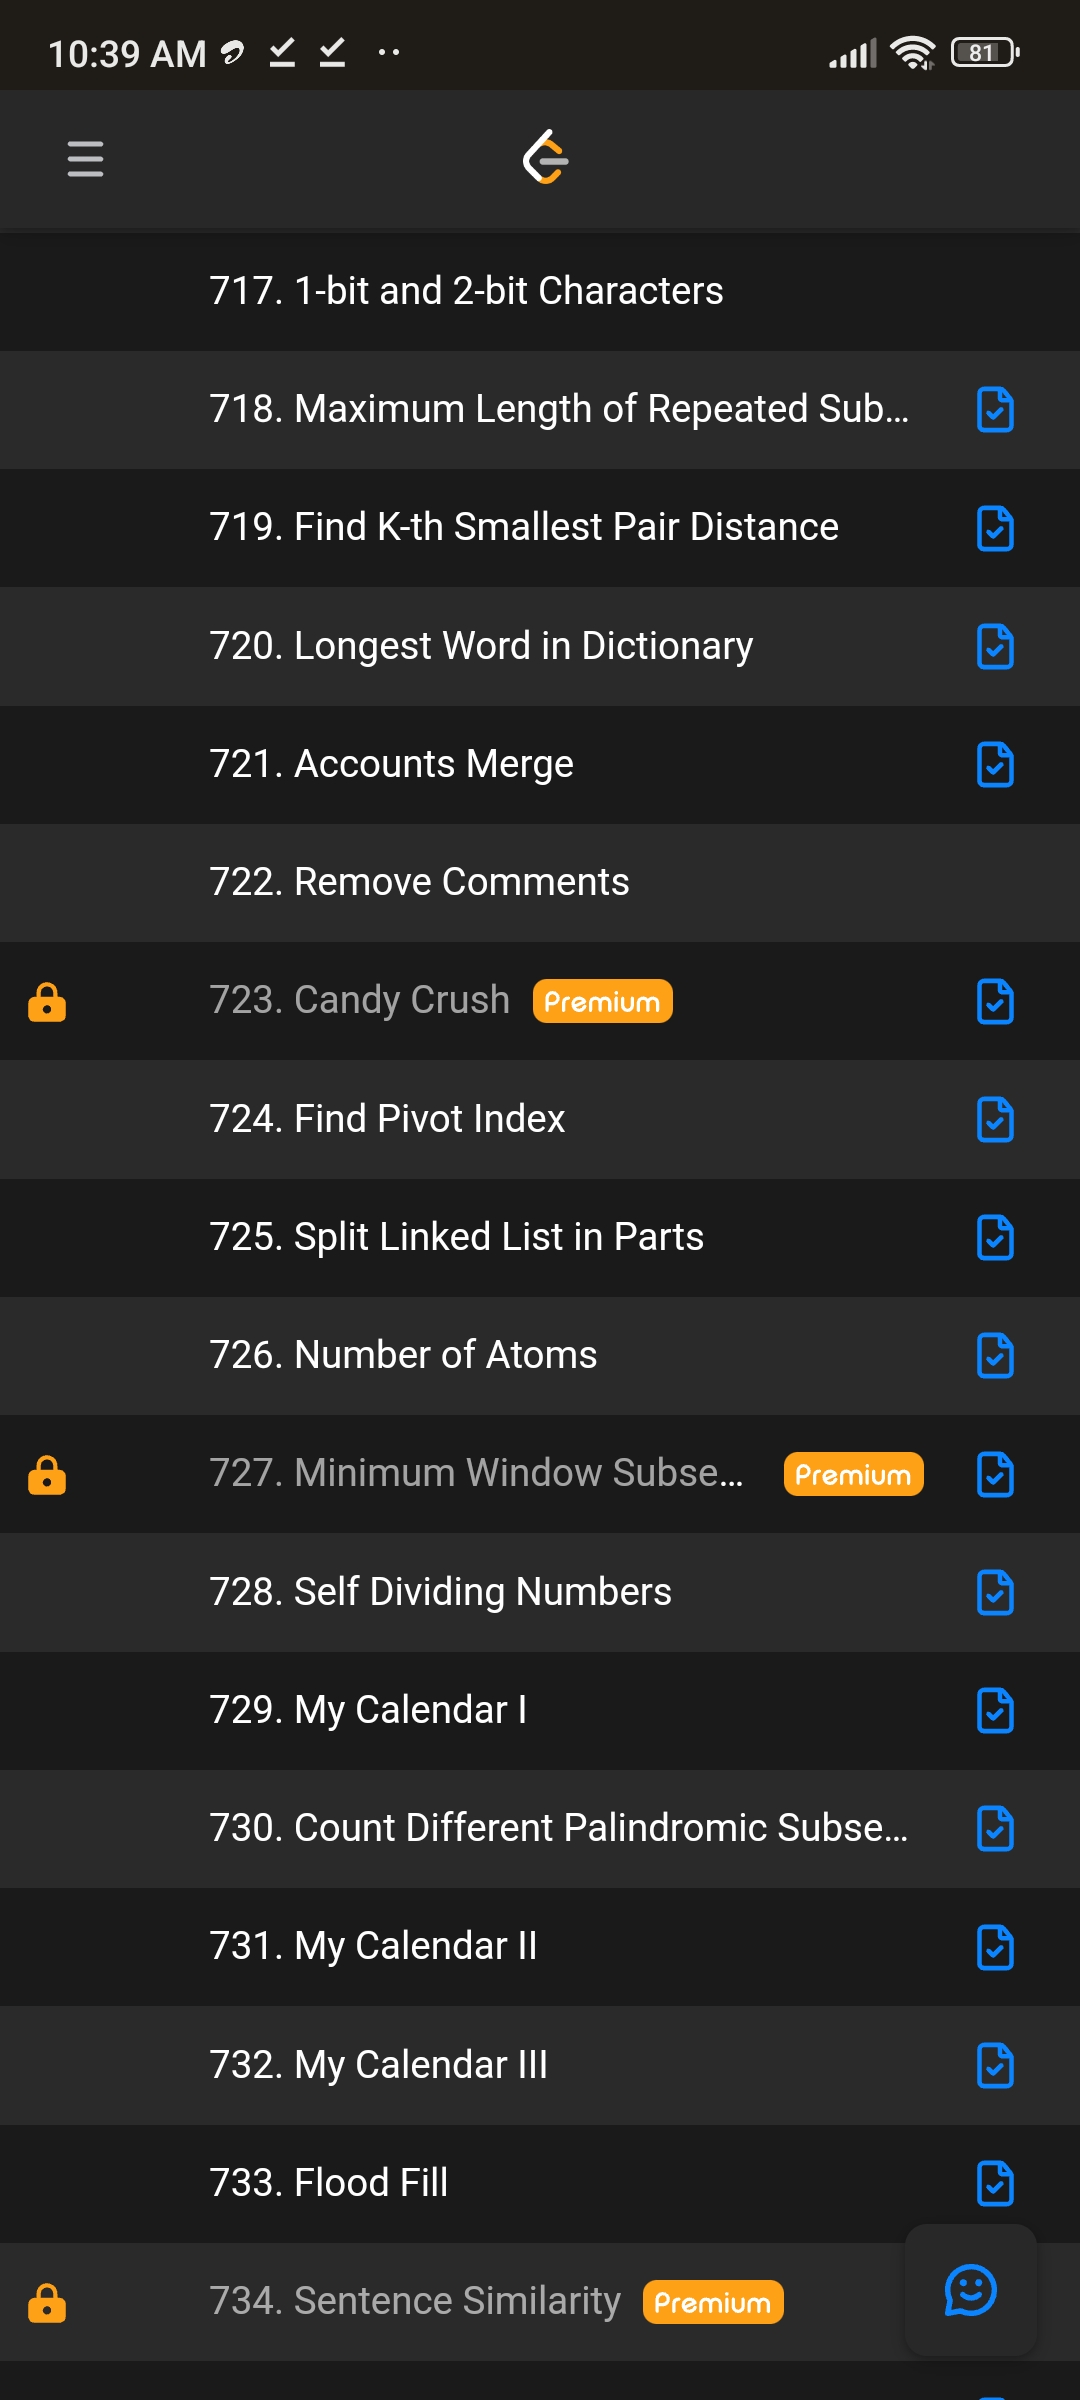 10:39 AM
81
717. 1-bit and 2-bit Characters
718. Maximum Length of Repeated Sub...
719. Find K-th Smallest Pair Distance
720. Longest Word in Dictionary
721. Accounts Merge
722. Remove Comments
723. Candy Crush Premium
724. Find Pivot Index
725. Split Linked List in Parts
726. Number of Atoms
727. Minimum Window Subse... Premium
728. Self Dividing Numbers
729. My Calendar I
730. Count Different Palindromic Subse...
731. My Calendar II
732. My Calendar III
733. Flood Fill
734. Sentence Similarity Premium